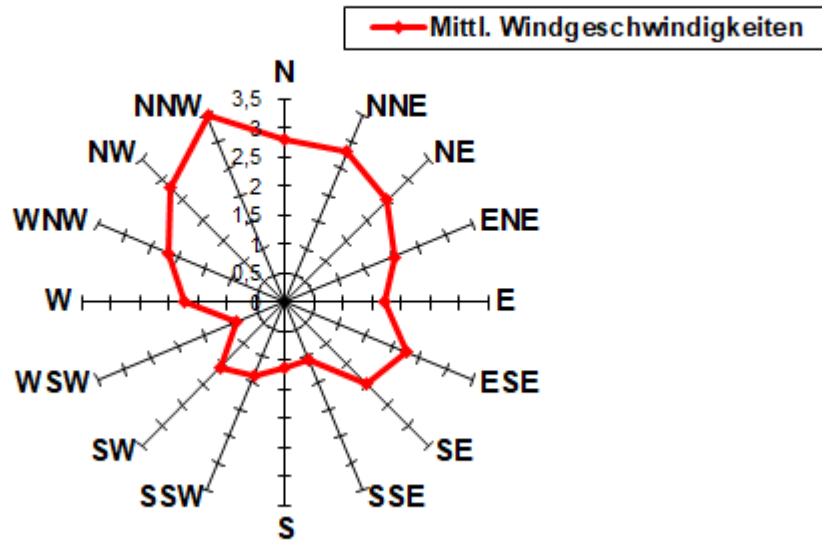 Mittl. Windgeschwindigkeiten
N
NNW
3,5
NNE
3
NW
2,5
NE
2
WNW
1,5
ENE
1
0,5
W
0
E
WSW
ESE
SW
SE
SSW
SSE
S